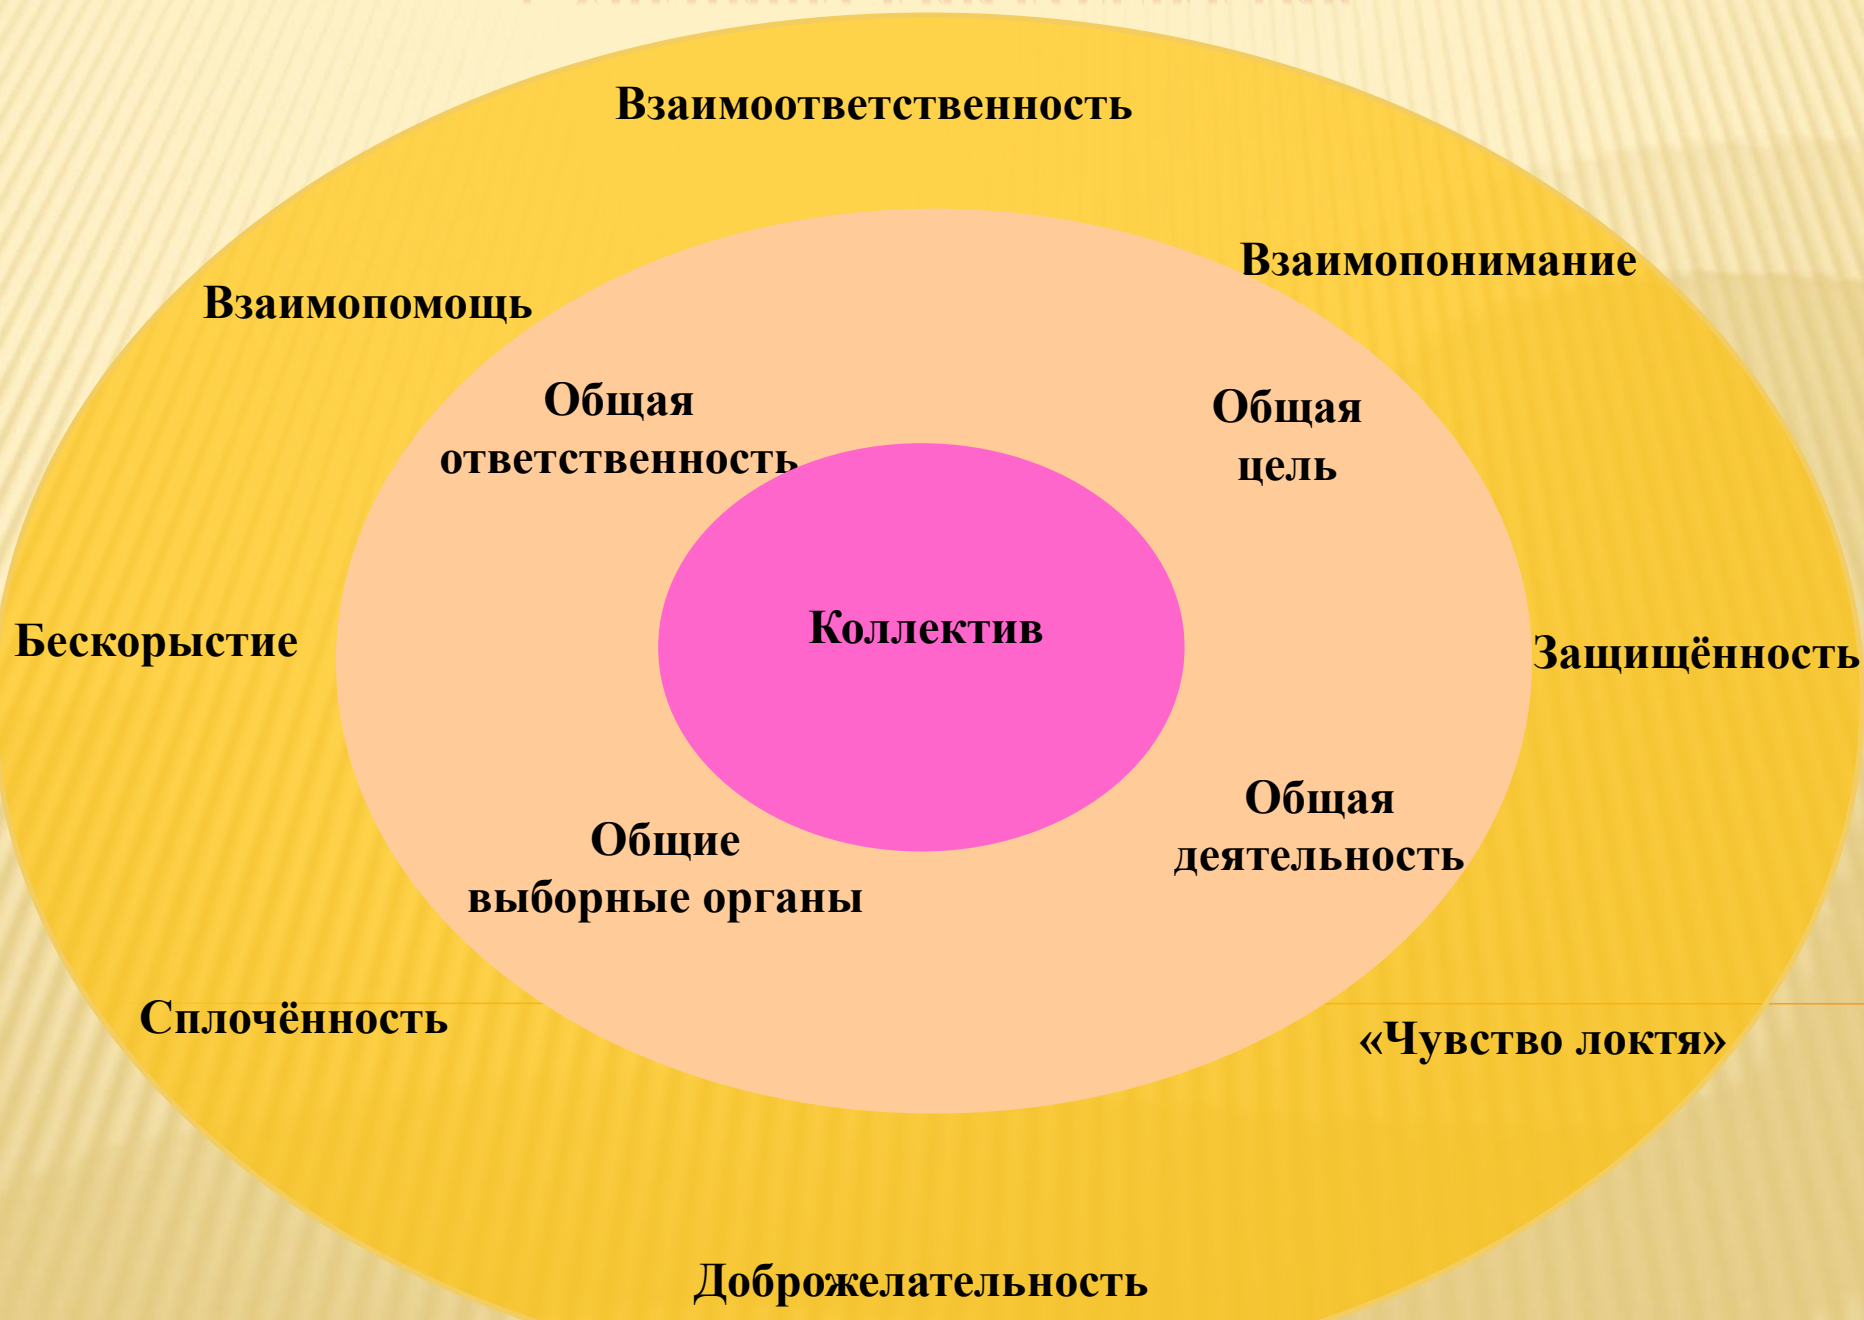 Взаимоответственность
Взаимопонимание
Взаимопомощь
Общая
ответственность
Общая
цель
Коллектив
Бескорыстие
Защищённость
Общая
деятельность
Общие
выборные органы
Сплочённость
«Чувство локтя»
Доброжелательность